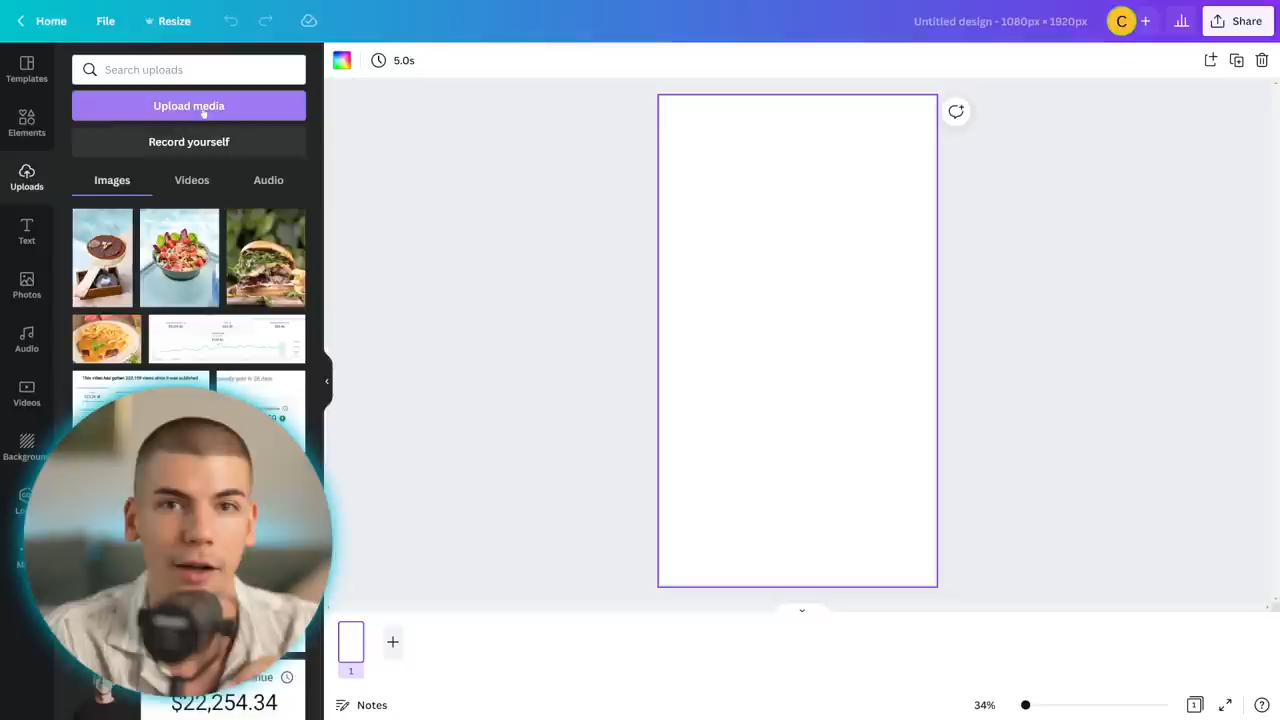 Home
File
Resize
Untitled design - 1080px × 1920px
C
Share
Templates
Elements
Uploads
Text
Photos
Audio
Videos
Search uploads
Upload media
Record yourself
Images
Videos
Audio
5.0s
$22,254.34
1
Notes
34%
1